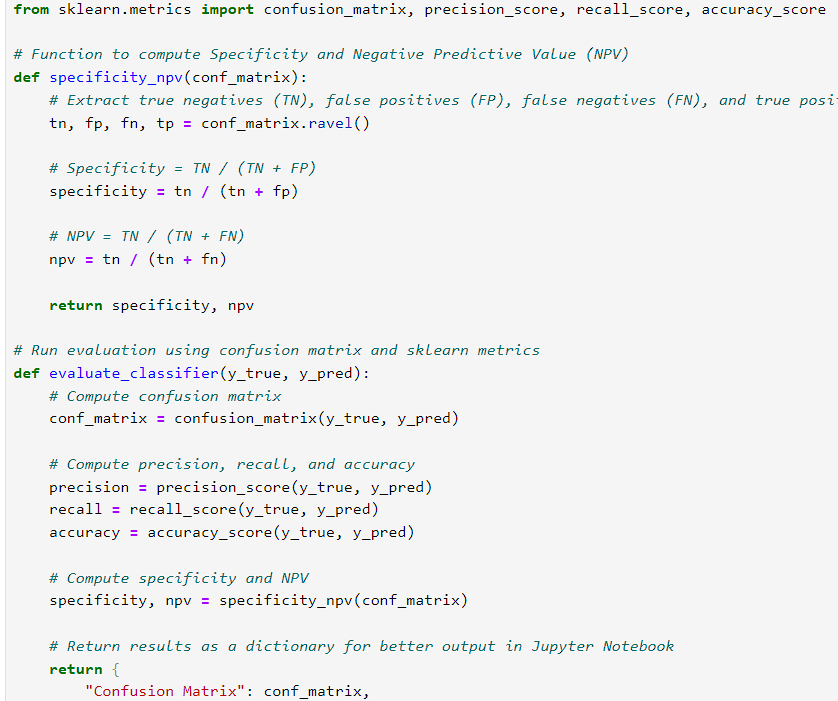 from sklearn.metrics import confusion_matrix, precision_score, recall_score, accuracy_score
# Function to compute Specificity and Negative Predictive Value (NPV)
def specificity_npv(conf_matrix):
    # Extract true negatives (TN), false positives (FP), false negatives (FN), and true posi
    tn, fp, fn, tp = conf_matrix.ravel()
    # Specificity = TN / (TN + FP)
    specificity = tn / (tn + fp)
    # NPV = TN / (TN + FN)
    npv = tn / (tn + fn)
    return specificity, npv
# Run evaluation using confusion matrix and sklearn metrics
def evaluate_classifier(y_true, y_pred):
    # Compute confusion matrix
    conf_matrix = confusion_matrix(y_true, y_pred)
    # Compute precision, recall, and accuracy
    precision = precision_score(y_true, y_pred)
    recall = recall_score(y_true, y_pred)
    accuracy = accuracy_score(y_true, y_pred)
    # Compute specificity and NPV
    specificity, npv = specificity_npv(conf_matrix)
    # Return results as a dictionary for better output in Jupyter Notebook
    return {
        "Confusion Matrix": conf_matrix,